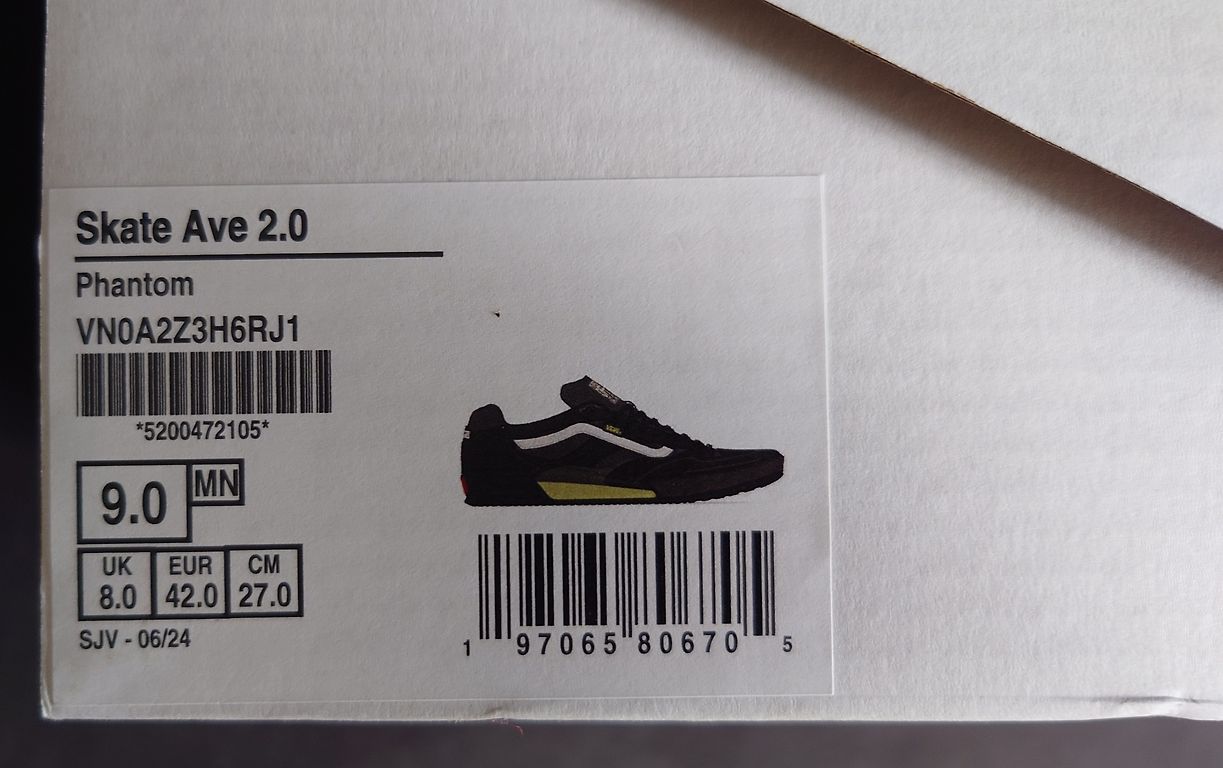 Skate Ave 2.0
Phantom
VN0A2Z3H6RJ1
*5200472105*
9.0 MN
UK EUR CM
8.0 42.0 27.0
SJV - 06/24
1 97065 80670 5